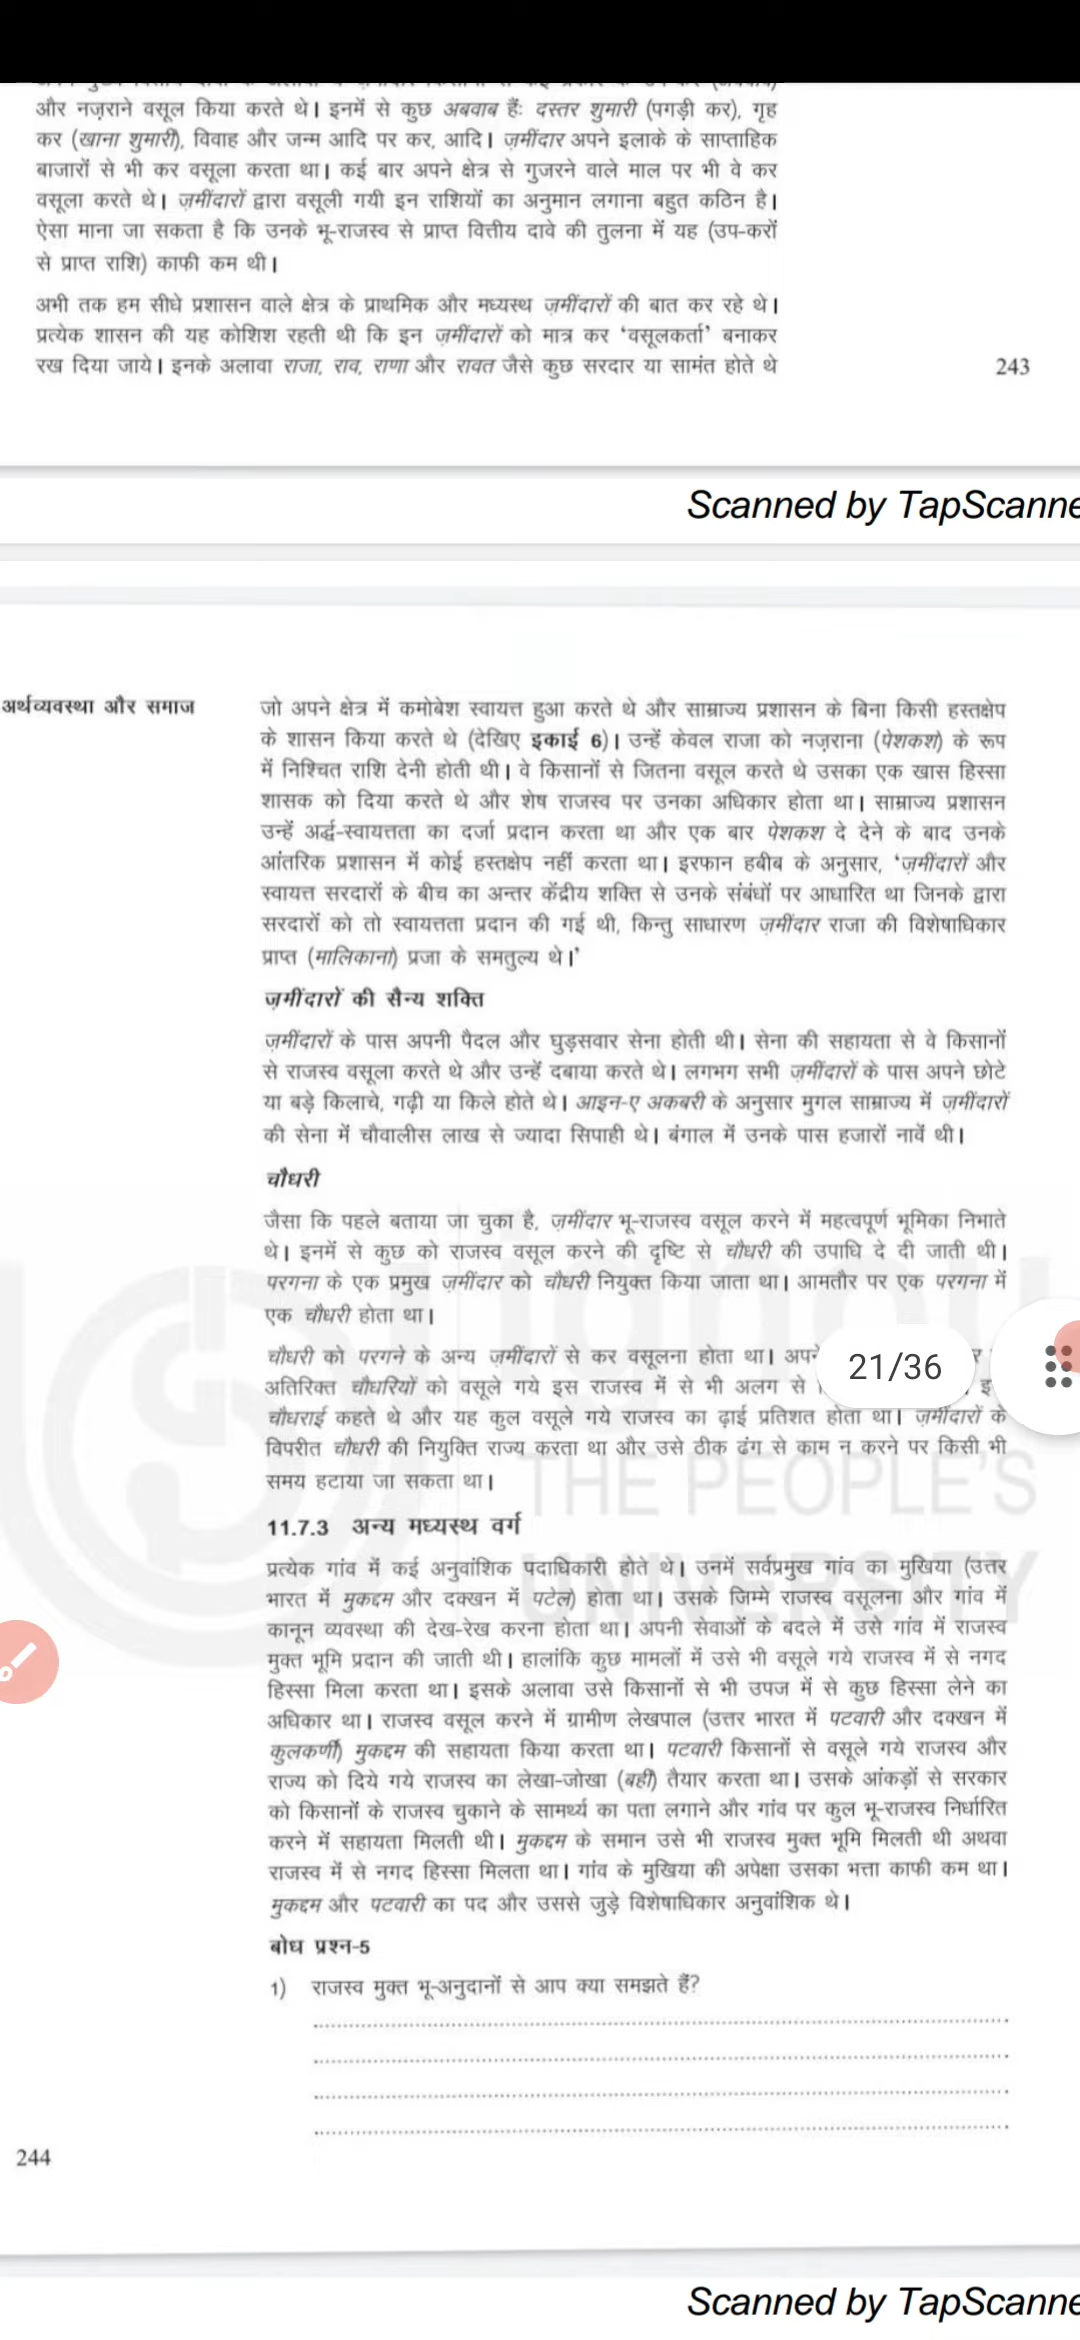 और नज़राने वसूल किया करते थे। इनमें से कुछ अबवाब हैंः दस्तर शुमारी (पगड़ी कर), गृह
कर (खाना शुमारी), विवाह और जन्म आदि पर कर, आदि। ज़मींदार अपने इलाके के साप्ताहिक
बाजारों से भी कर वसूला करता था। कई बार अपने क्षेत्र से गुजरने वाले माल पर भी वे कर
वसूला करते थे। ज़मींदारों द्वारा वसूली गयी इन राशियों का अनुमान लगाना बहुत कठिन है।
ऐसा माना जा सकता है कि उनके भू-राजस्व से प्राप्त वित्तीय दावे की तुलना में यह (उप-करों
से प्राप्त राशि) काफी कम थी।
अभी तक हम सीधे प्रशासन वाले क्षेत्र के प्राथमिक और मध्यस्थ ज़मींदारों की बात कर रहे थे।
प्रत्येक शासन की यह कोशिश रहती थी कि इन ज़मींदारों को मात्र कर ‘वसूलकर्ता’ बनाकर
रख दिया जाये। इनके अलावा राजा, राव, राणा और रावत जैसे कुछ सरदार या सामंत होते थे
243
Scanned by TapScanne
अर्थव्यवस्था और समाज
जो अपने क्षेत्र में कमोबेश स्वायत्त हुआ करते थे और साम्राज्य प्रशासन के बिना किसी हस्तक्षेप
के शासन किया करते थे (देखिए इकाई 6)। उन्हें केवल राजा को नज़राना (पेशकश) के रूप
में निश्चित राशि देनी होती थी। वे किसानों से जितना वसूल करते थे उसका एक खास हिस्सा
शासक को दिया करते थे और शेष राजस्व पर उनका अधिकार होता था। साम्राज्य प्रशासन
उन्हें अर्द्ध-स्वायत्तता का दर्जा प्रदान करता था और एक बार पेशकश दे देने के बाद उनके
आंतरिक प्रशासन में कोई हस्तक्षेप नहीं करता था। इरफान हबीब के अनुसार, ‘ज़मींदारों और
स्वायत्त सरदारों के बीच का अन्तर केंद्रीय शक्ति से उनके संबंधों पर आधारित था जिनके द्वारा
सरदारों को तो स्वायत्तता प्रदान की गई थी, किन्तु साधारण ज़मींदार राजा की विशेषाधिकार
प्राप्त (मालिकाना) प्रजा के समतुल्य थे।’
ज़मींदारों की सैन्य शक्ति
ज़मींदारों के पास अपनी पैदल और घुड़सवार सेना होती थी। सेना की सहायता से वे किसानों
से राजस्व वसूला करते थे और उन्हें दबाया करते थे। लगभग सभी ज़मींदारों के पास अपने छोटे
या बड़े किलाचे, गढ़ी या किले होते थे। आइन-ए अकबरी के अनुसार मुगल साम्राज्य में ज़मींदारों
की सेना में चौवालीस लाख से ज्यादा सिपाही थे। बंगाल में उनके पास हजारों नावें थी।
चौधरी
जैसा कि पहले बताया जा चुका है, ज़मींदार भू-राजस्व वसूल करने में महत्वपूर्ण भूमिका निभाते
थे। इनमें से कुछ को राजस्व वसूल करने की दृष्टि से चौधरी की उपाधि दे दी जाती थी।
परगना के एक प्रमुख ज़मींदार को चौधरी नियुक्त किया जाता था। आमतौर पर एक परगना में
एक चौधरी होता था।
चौधरी को परगने के अन्य ज़मींदारों से कर वसूलना होता था।
21/36
अतिरिक्त चौधरियों को वसूले गये इस राजस्व में से भी अलग से
चौधराई कहते थे और यह कुल वसूले गये राजस्व का ढ़ाई प्रतिशत होता था। ज़मींदारों के
विपरीत चौधरी की नियुक्ति राज्य करता था और उसे ठीक ढंग से काम न करने पर किसी भी
समय हटाया जा सकता था।
ignou
THE PEOPLE'S
UNIVERSITY
11.7.3 अन्य मध्यस्थ वर्ग
प्रत्येक गांव में कई अनुवांशिक पदाधिकारी होते थे। उनमें सर्वप्रमुख गांव का मुखिया (उत्तर
भारत में मुकद्दम और दक्खन में पटेल) होता था। उसके जिम्मे राजस्व वसूलना और गांव में
कानून व्यवस्था की देख-रेख करना होता था। अपनी सेवाओं के बदले में उसे गांव में राजस्व
मुक्त भूमि प्रदान की जाती थी। हालांकि कुछ मामलों में उसे भी वसूले गये राजस्व में से नगद
हिस्सा मिला करता था। इसके अलावा उसे किसानों से भी उपज में से कुछ हिस्सा लेने का
अधिकार था। राजस्व वसूल करने में ग्रामीण लेखपाल (उत्तर भारत में पटवारी और दक्खन में
कुलकर्णी) मुकद्दम की सहायता किया करता था। पटवारी किसानों से वसूले गये राजस्व और
राज्य को दिये गये राजस्व का लेखा-जोखा (बही) तैयार करता था। उसके आंकड़ों से सरकार
को किसानों के राजस्व चुकाने के सामर्थ्य का पता लगाने और गांव पर कुल भू-राजस्व निर्धारित
करने में सहायता मिलती थी। मुकद्दम के समान उसे भी राजस्व मुक्त भूमि मिलती थी अथवा
राजस्व में से नगद हिस्सा मिलता था। गांव के मुखिया की अपेक्षा उसका भत्ता काफी कम था।
मुकद्दम और पटवारी का पद और उससे जुड़े विशेषाधिकार अनुवांशिक थे।
बोध प्रश्न-5
1) राजस्व मुक्त भू-अनुदानों से आप क्या समझते हैं?
244
Scanned by TapScanne